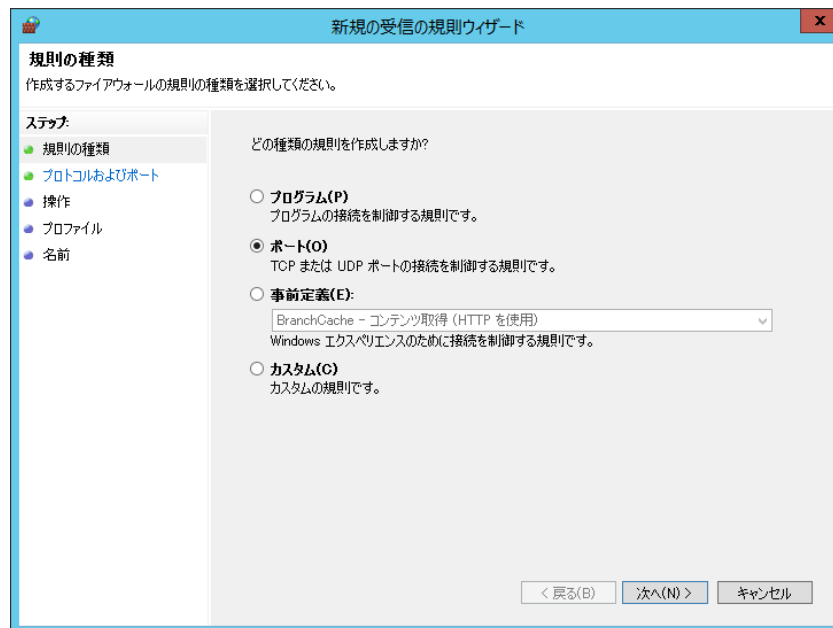 新規の受信の規則ウィザード
x
規則の種類
作成するファイアウォールの規則の種類を選択してください。
ステップ:
規則の種類
プロトコルおよびポート
操作
プロファイル
名前
どの種類の規則を作成しますか?
プログラム(P)
プログラムの接続を制御する規則です。
ポート(O)
TCP または UDP ポートの接続を制御する規則です。
事前定義(E):
BranchCache - コンテンツ取得 (HTTP を使用)
Windows エクスペリエンスのために接続を制御する規則です。
カスタム(C)
カスタムの規則です。
< 戻る(B)
次へ(N) >
キャンセル